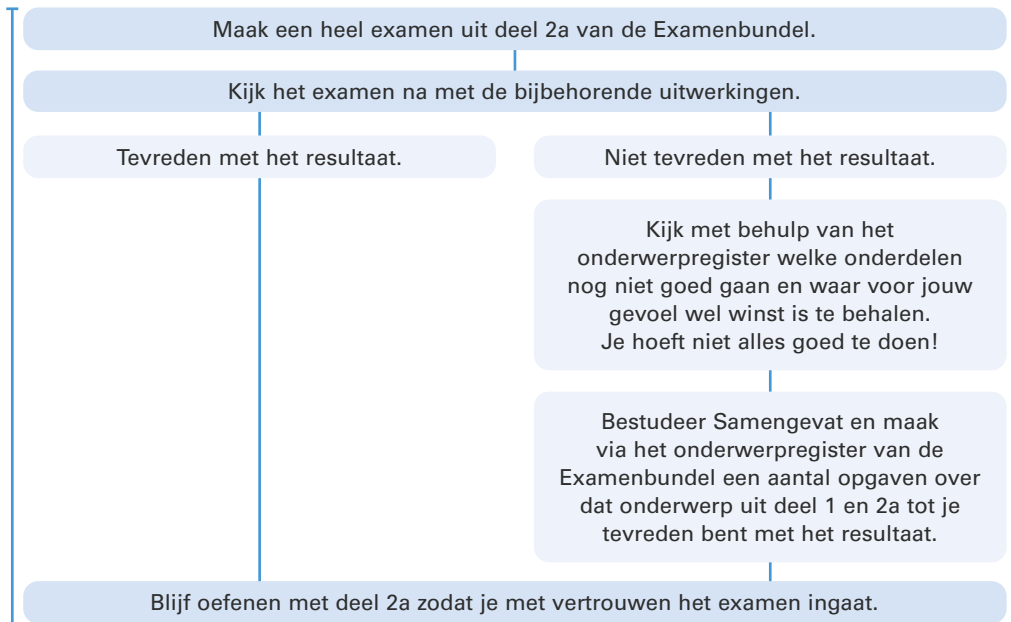 Maak een heel examen uit deel 2a van de Examenbundel.
Kijk het examen na met de bijbehorende uitwerkingen.
Tevreden met het resultaat.
Niet tevreden met het resultaat.
Kijk met behulp van het
onderwerpregister welke onderdelen
nog niet goed gaan en waar voor jouw
gevoel wel winst is te behalen.
Je hoeft niet alles goed te doen!
Bestudeer Samengevat en maak
via het onderwerpregister van de
Examenbundel een aantal opgaven over
dat onderwerp uit deel 1 en 2a tot je
tevreden bent met het resultaat.
Blijf oefenen met deel 2a zodat je met vertrouwen het examen ingaat.